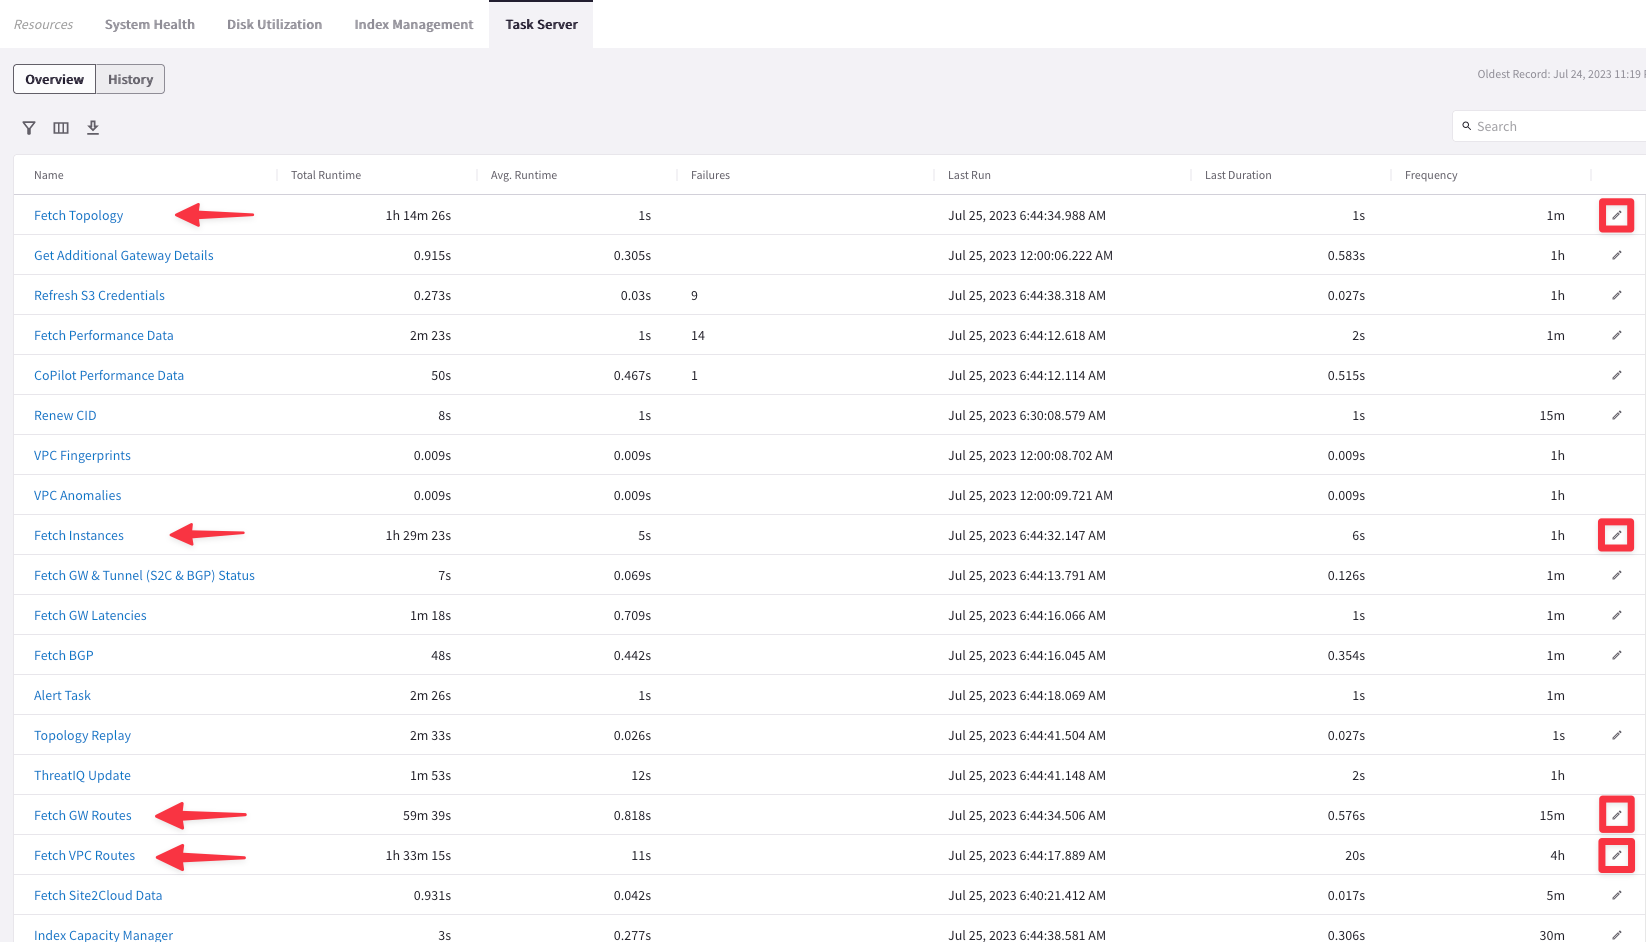 Resources System Health Disk Utilization Index Management Task Server
Overview History
Oldest Record: Jul 24, 2023 11:19
Search
Name Total Runtime Avg. Runtime Failures Last Run Last Duration Frequency
Fetch Topology 1h 14m 26s 1s Jul 25, 2023 6:44:34.988 AM 1s 1m
Get Additional Gateway Details 0.915s 0.305s Jul 25, 2023 12:00:06.222 AM 0.583s 1h
Refresh S3 Credentials 0.273s 0.03s 9 Jul 25, 2023 6:44:38.318 AM 0.027s 1h
Fetch Performance Data 2m 23s 1s 14 Jul 25, 2023 6:44:12.618 AM 2s 1m
CoPilot Performance Data 50s 0.467s 1 Jul 25, 2023 6:44:12.114 AM 0.515s
Renew CID 8s 1s Jul 25, 2023 6:30:08.579 AM 1s 15m
VPC Fingerprints 0.009s 0.009s Jul 25, 2023 12:00:08.702 AM 0.009s 1h
VPC Anomalies 0.009s 0.009s Jul 25, 2023 12:00:09.721 AM 0.009s 1h
Fetch Instances 1h 29m 23s 5s Jul 25, 2023 6:44:32.147 AM 6s 1h
Fetch GW & Tunnel (S2C & BGP) Status 7s 0.069s Jul 25, 2023 6:44:13.791 AM 0.126s 1m
Fetch GW Latencies 1m 18s 0.709s Jul 25, 2023 6:44:16.066 AM 1s 1m
Fetch BGP 48s 0.442s Jul 25, 2023 6:44:16.045 AM 0.354s 1m
Alert Task 2m 26s 1s Jul 25, 2023 6:44:18.069 AM 1s 1m
Topology Replay 2m 33s 0.026s Jul 25, 2023 6:44:41.504 AM 0.027s 1s
ThreatIQ Update 1m 53s 12s Jul 25, 2023 6:44:41.148 AM 2s 1h
Fetch GW Routes 59m 39s 0.818s Jul 25, 2023 6:44:34.506 AM 0.576s 15m
Fetch VPC Routes 1h 33m 15s 11s Jul 25, 2023 6:44:17.889 AM 20s 4h
Fetch Site2Cloud Data 0.931s 0.042s Jul 25, 2023 6:40:21.412 AM 0.017s 5m
Index Capacity Manager 3s 0.277s Jul 25, 2023 6:44:38.581 AM 0.306s 30m